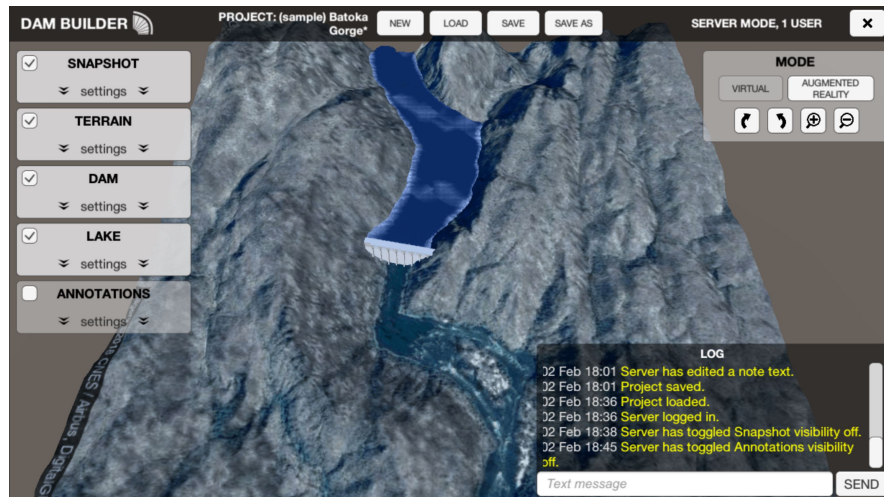 DAM BUILDER
PROJECT: (sample) Batoka
Gorge*
NEW
LOAD
SAVE
SAVE AS
SERVER MODE, 1 USER
SNAPSHOT
settings
TERRAIN
settings
DAM
settings
LAKE
settings
ANNOTATIONS
settings
MODE
VIRTUAL
AUGMENTED
REALITY
CNES / Airbus, DigitalG
LOG
02 Feb 18:01 Server has edited a note text.
02 Feb 18:01 Project saved.
02 Feb 18:36 Project loaded.
02 Feb 18:36 Server logged in.
02 Feb 18:38 Server has toggled Snapshot visibility off.
02 Feb 18:45 Server has toggled Annotations visibility
off.
Text message
SEND